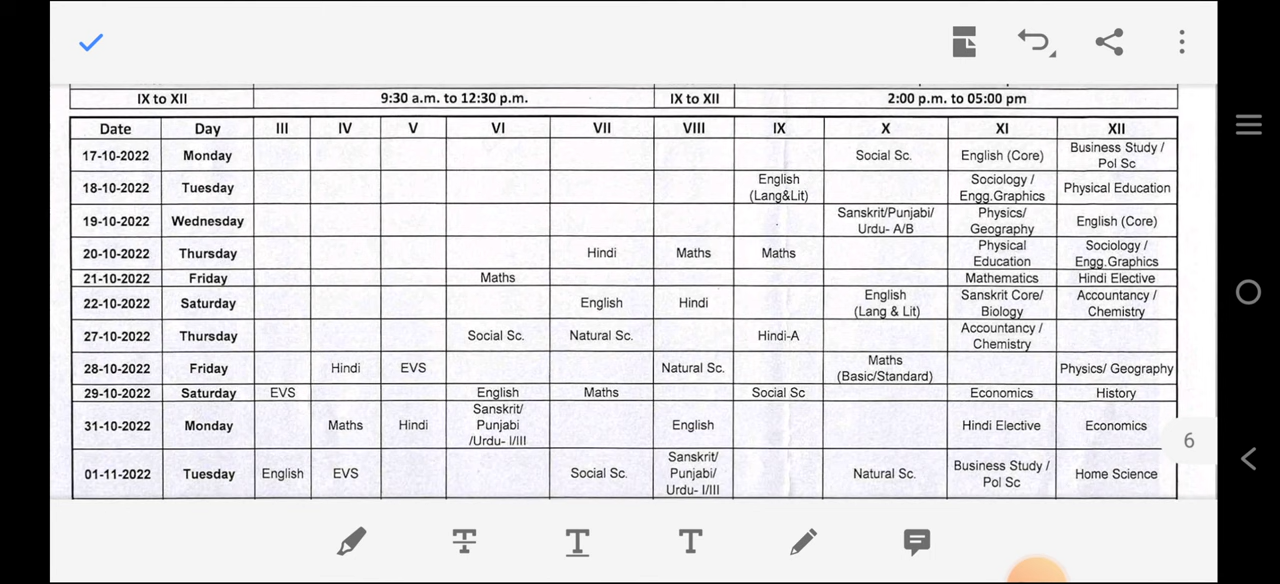 IX to XII 9:30 a.m. to 12:30 p.m. IX to XII 2:00 p.m. to 05:00 pm
Date Day III IV V VI VII VIII IX X XI XII
17-10-2022 Monday Social Sc. English (Core) Business Study / Pol Sc
18-10-2022 Tuesday English (Lang&Lit) Sociology / Engg.Graphics Physical Education
19-10-2022 Wednesday Sanskrit/Punjabi/ Urdu- A/B Physics/ Geography English (Core)
20-10-2022 Thursday Hindi Maths Maths Physical Education Sociology / Engg.Graphics
21-10-2022 Friday Maths Mathematics Hindi Elective
22-10-2022 Saturday English Hindi English (Lang & Lit) Sanskrit Core/ Biology Accountancy / Chemistry
27-10-2022 Thursday Social Sc. Natural Sc. Hindi-A Accountancy / Chemistry
28-10-2022 Friday Hindi EVS Natural Sc. Maths (Basic/Standard) Physics/ Geography
29-10-2022 Saturday EVS English Maths Social Sc Economics History
31-10-2022 Monday Maths Hindi Sanskrit/ Punjabi /Urdu- I/III English Hindi Elective Economics
01-11-2022 Tuesday English EVS Social Sc. Sanskrit/ Punjabi/ Urdu- I/III Natural Sc. Business Study / Pol Sc Home Science
6